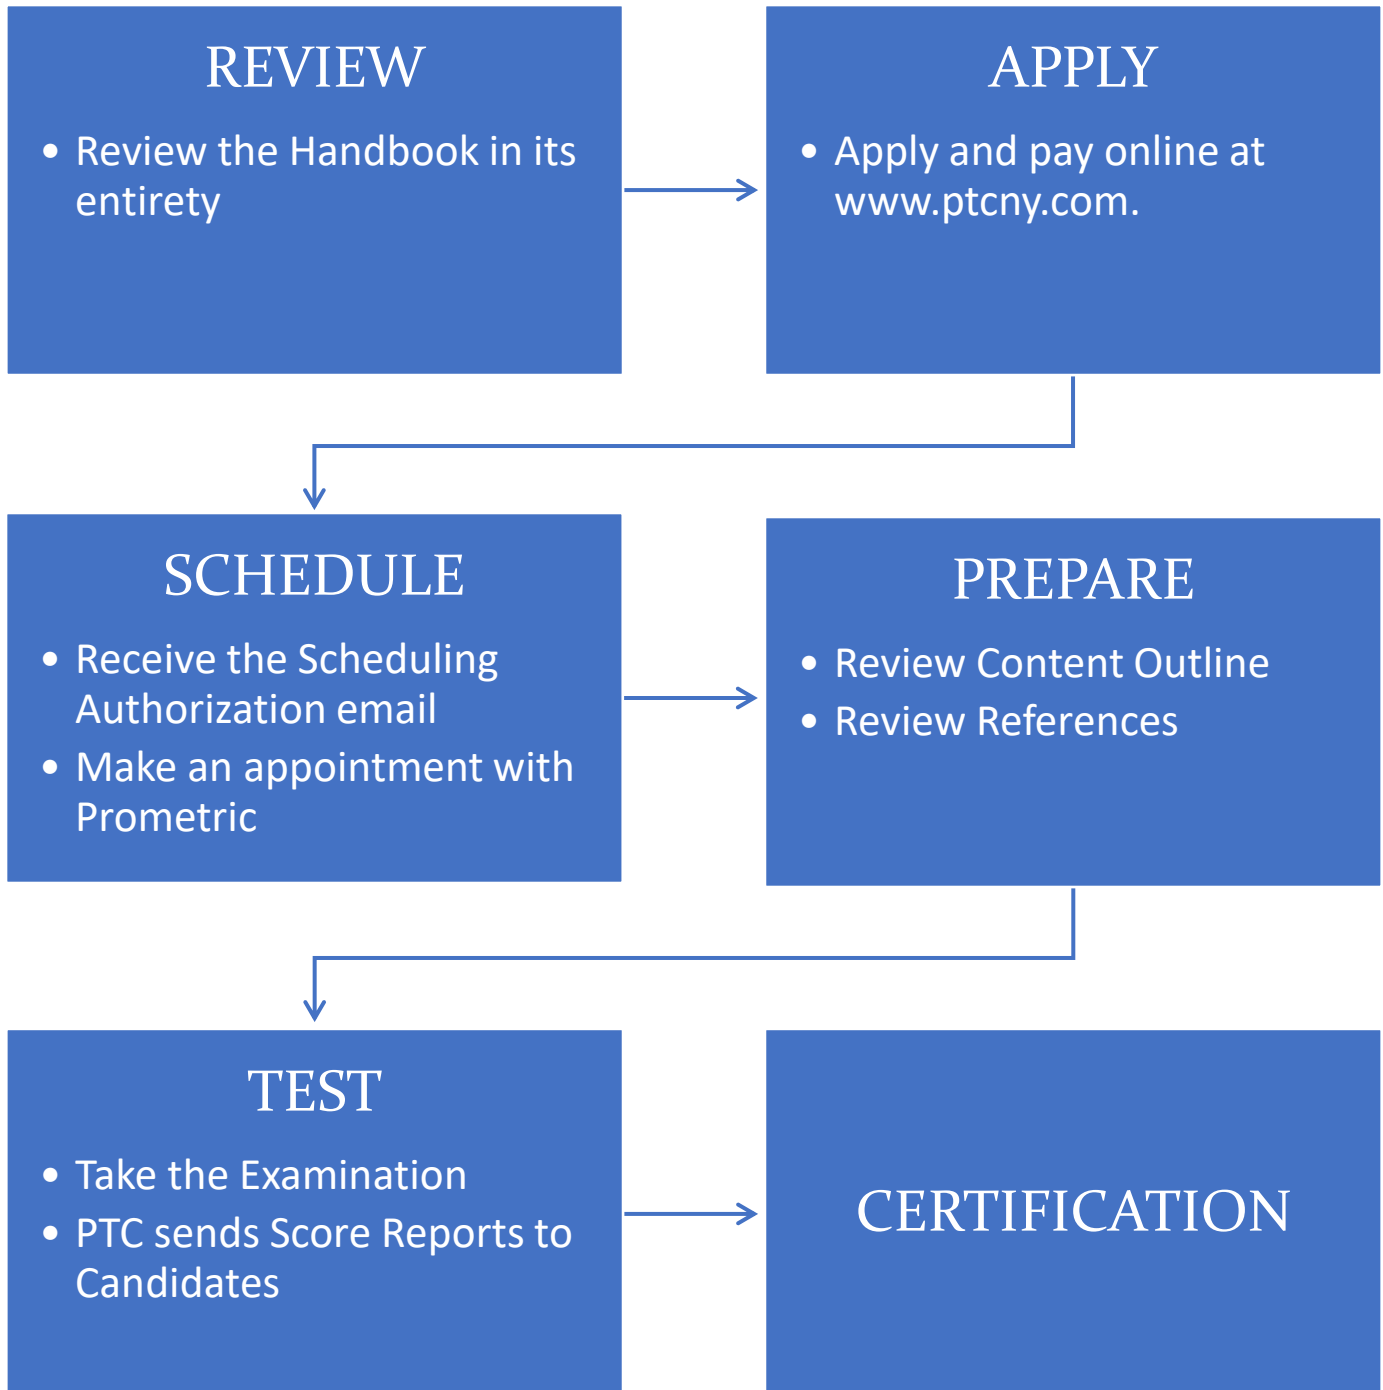 REVIEW
• Review the Handbook in its
entirety
APPLY
• Apply and pay online at
www.ptcny.com.
SCHEDULE
• Receive the Scheduling
Authorization email
• Make an appointment with
Prometric
PREPARE
• Review Content Outline
• Review References
TEST
• Take the Examination
• PTC sends Score Reports to
Candidates
CERTIFICATION